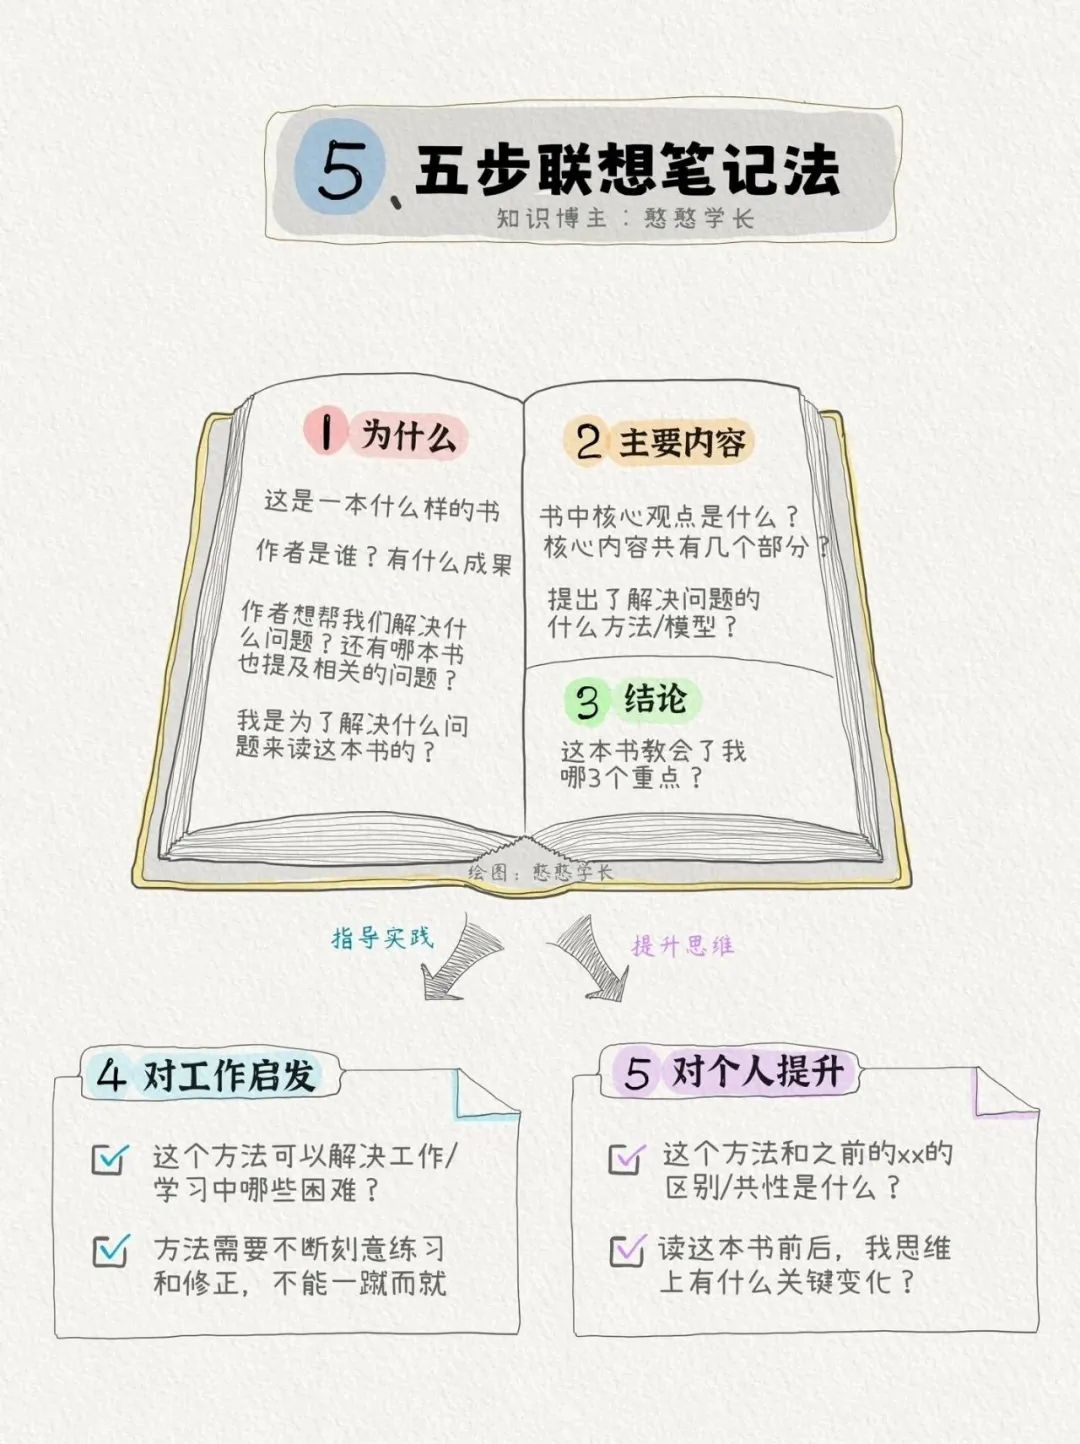 5、五步联想笔记法
知识博主：憨憨学长
1 为什么
这是一本什么样的书
作者是谁？有什么成果
作者想帮我们解决什
么问题？还有哪本书
也提及相关的问题？
我是为了解决什么问
题来读这本书的？
2 主要内容
书中核心观点是什么？
核心内容共有几个部分？
提出了解决问题的
什么方法/模型？
3 结论
这本书教会了我
哪3个重点？
绘图：憨憨学长
指导实践
提升思维
4 对工作启发
这个方法可以解决工作/
学习中哪些困难？
方法需要不断刻意练习
和修正，不能一蹴而就
5 对个人提升
这个方法和之前的xx的
区别/共性是什么？
读这本书前后，我思维
上有什么关键变化？